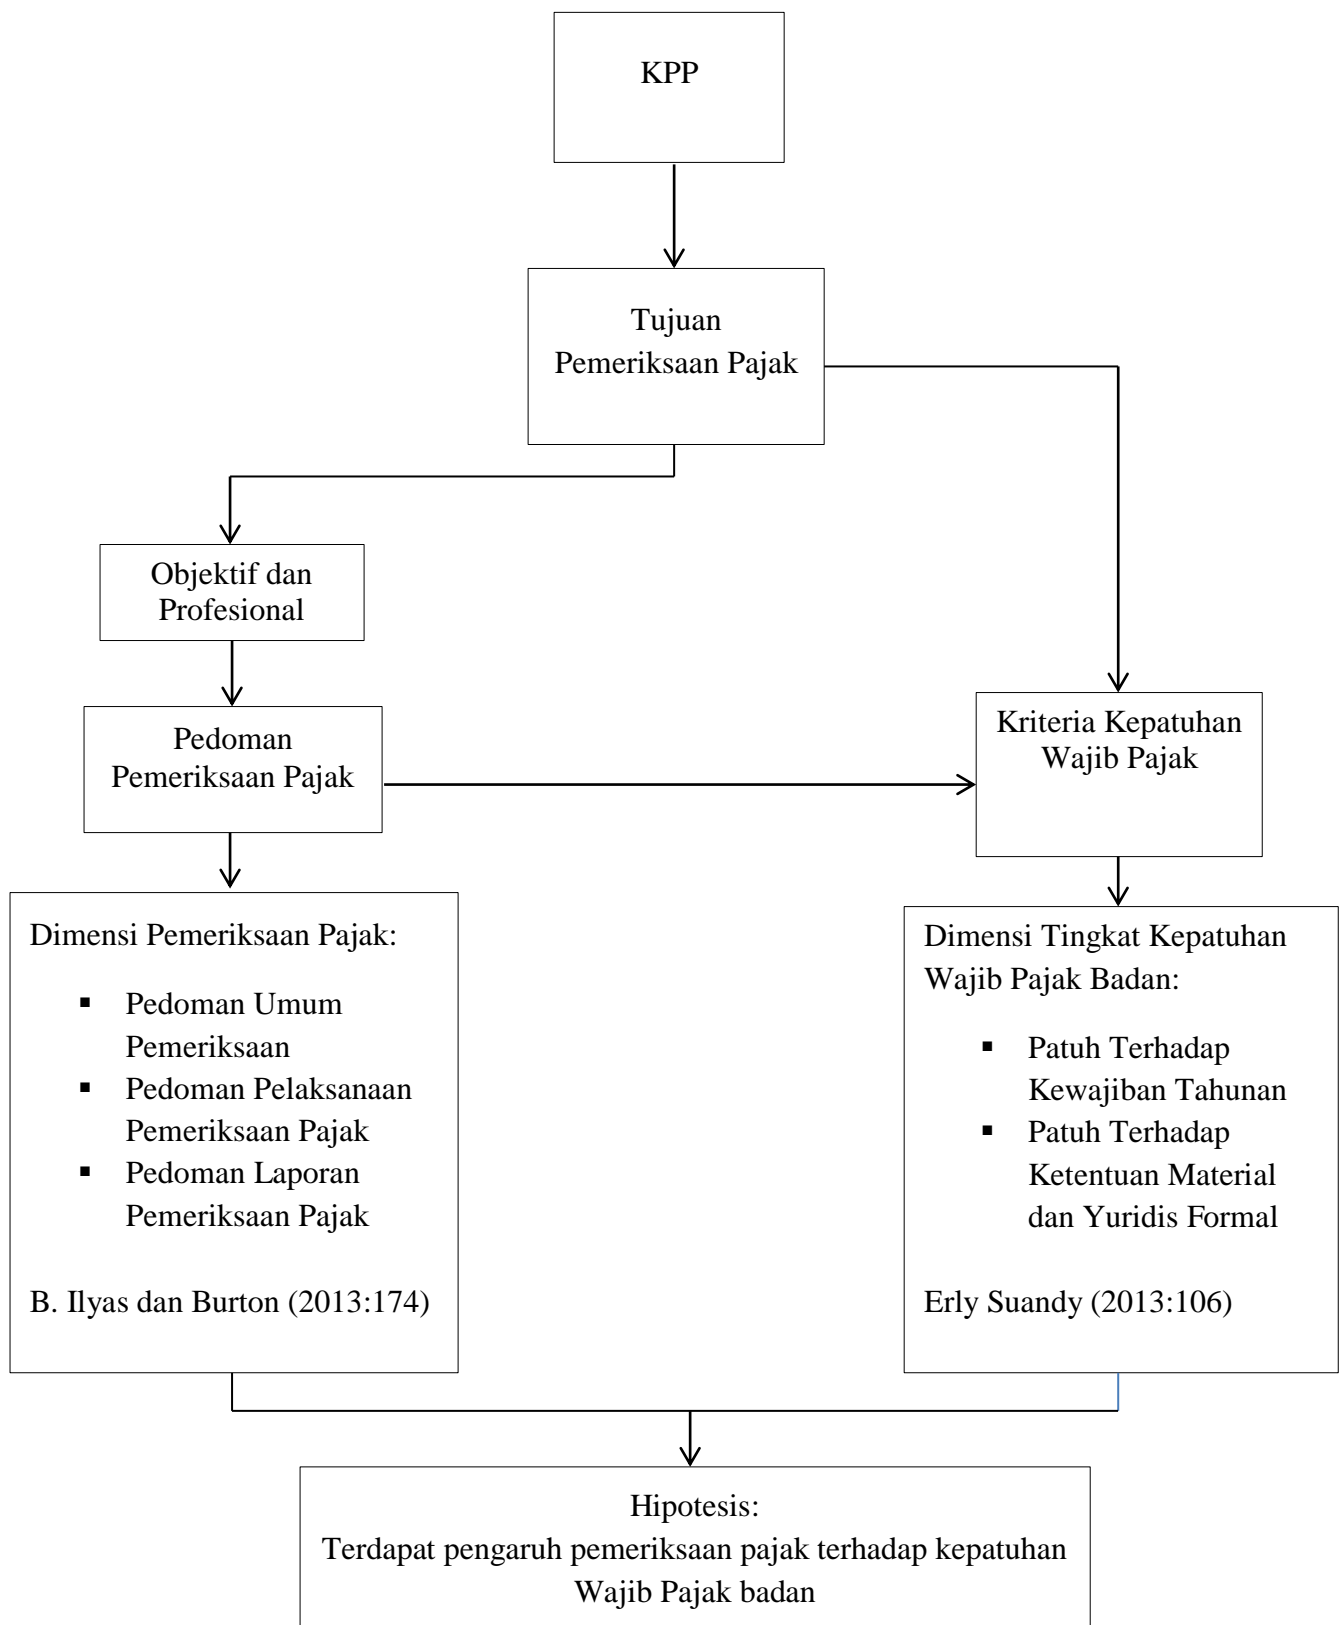 KPP
Tujuan
Pemeriksaan Pajak
Objektif dan
Profesional
Pedoman
Pemeriksaan Pajak
Kriteria Kepatuhan
Wajib Pajak
Dimensi Pemeriksaan Pajak:
▪ Pedoman Umum
Pemeriksaan
▪ Pedoman Pelaksanaan
Pemeriksaan Pajak
▪ Pedoman Laporan
Pemeriksaan Pajak
B. Ilyas dan Burton (2013:174)
Dimensi Tingkat Kepatuhan
Wajib Pajak Badan:
▪ Patuh Terhadap
Kewajiban Tahunan
▪ Patuh Terhadap
Ketentuan Material
dan Yuridis Formal
Erly Suandy (2013:106)
Hipotesis:
Terdapat pengaruh pemeriksaan pajak terhadap kepatuhan
Wajib Pajak badan